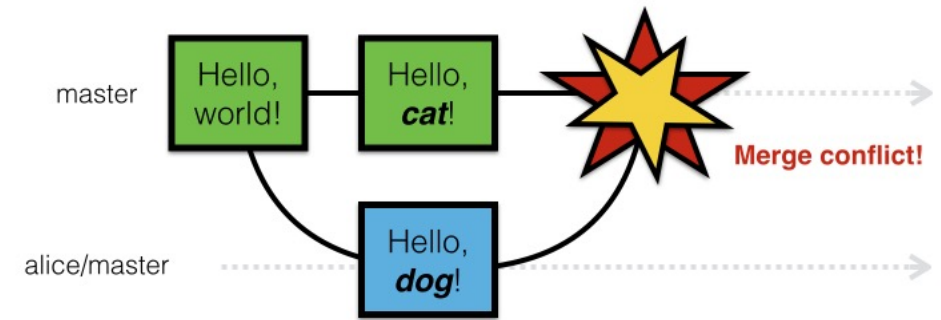 master
Hello,
world!
Hello,
cat!
Merge conflict!
alice/master
Hello,
dog!